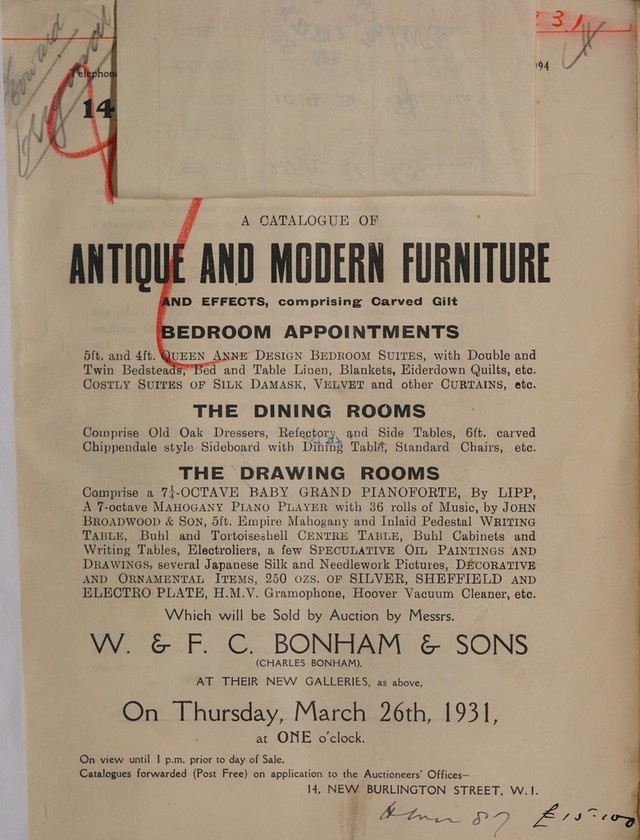 Telephon
94
14
A CATALOGUE OF
ANTIQUE AND MODERN FURNITURE
AND EFFECTS, comprising Carved Gilt
BEDROOM APPOINTMENTS
5ft. and 4ft. QUEEN ANNE DESIGN BEDROOM SUITES, with Double and
Twin Bedsteads, Bed and Table Linen, Blankets, Eiderdown Quilts, etc.
COSTLY SUITES OF SILK DAMASK, VELVET and other CURTAINS, etc.
THE DINING ROOMS
Comprise Old Oak Dressers, Refectory and Side Tables, 6ft. carved
Chippendale style Sideboard with Dining Table, Standard Chairs, etc.
THE DRAWING ROOMS
Comprise a 7¼-OCTAVE BABY GRAND PIANOFORTE, By LIPP,
A 7-octave MAHOGANY PIANO PLAYER with 36 rolls of Music, by JOHN
BROADWOOD & SON, 5ft. Empire Mahogany and Inlaid Pedestal WRITING
TABLE, Buhl and Tortoiseshell CENTRE TABLE, Buhl Cabinets and
Writing Tables, Electroliers, a few SPECULATIVE OIL PAINTINGS AND
DRAWINGS, several Japanese Silk and Needlework Pictures, DECORATIVE
AND ORNAMENTAL ITEMS, 250 OZS. OF SILVER, SHEFFIELD AND
ELECTRO PLATE, H.M.V. Gramophone, Hoover Vacuum Cleaner, etc.
Which will be Sold by Auction by Messrs.
W. & F. C. BONHAM & SONS
(CHARLES BONHAM).
AT THEIR NEW GALLERIES, as above,
On Thursday, March 26th, 1931,
at ONE o'clock.
On view until 1 p.m. prior to day of Sale.
Catalogues forwarded (Post Free) on application to the Auctioneers' Offices—
14, NEW BURLINGTON STREET, W.1.
87